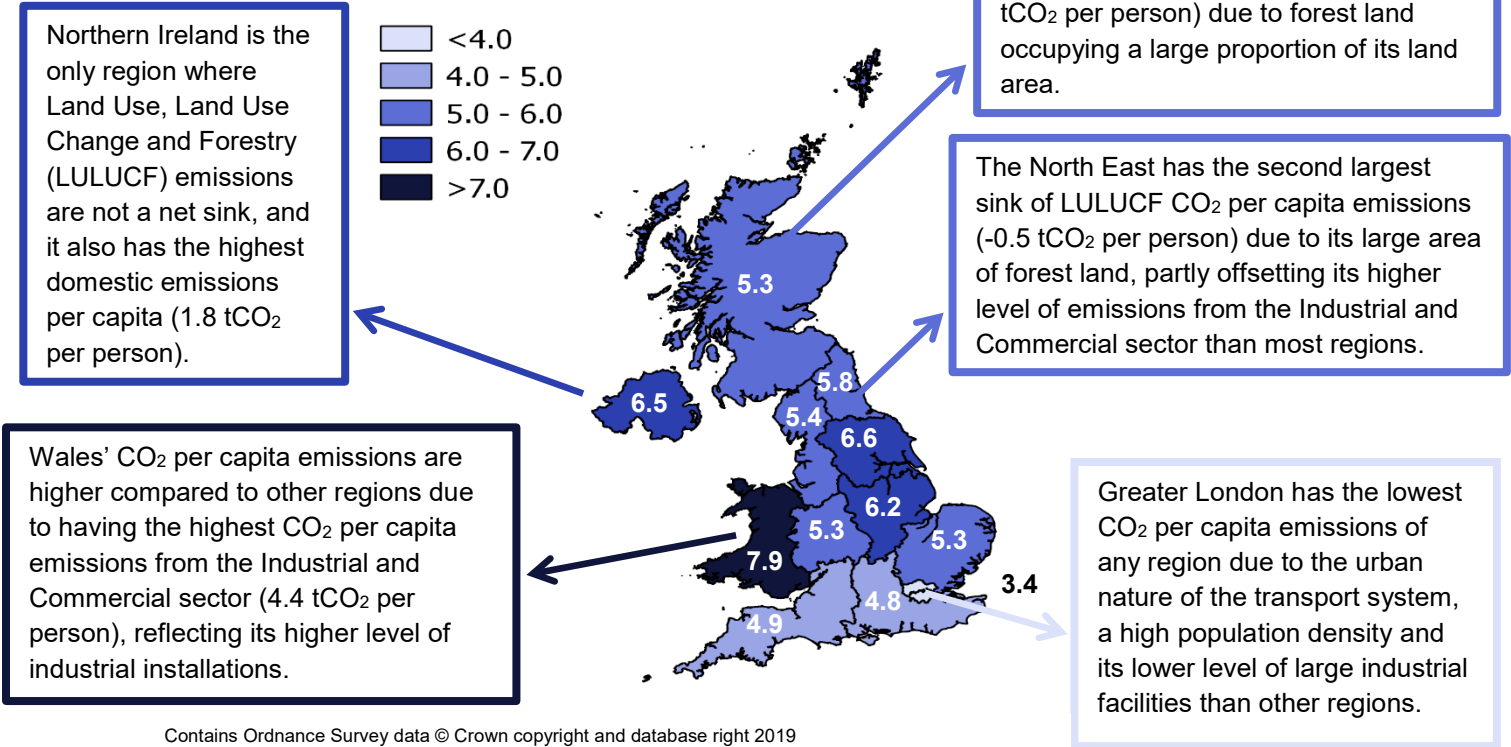 Northern Ireland is the
only region where
Land Use, Land Use
Change and Forestry
(LULUCF) emissions
are not a net sink, and
it also has the highest
domestic emissions
per capita (1.8 tCO₂
per person).
<4.0
4.0 - 5.0
5.0 - 6.0
6.0 - 7.0
>7.0
tCO₂ per person) due to forest land
occupying a large proportion of its land
area.
The North East has the second largest
sink of LULUCF CO₂ per capita emissions
(-0.5 tCO₂ per person) due to its large area
of forest land, partly offsetting its higher
level of emissions from the Industrial and
Commercial sector than most regions.
5.3
5.8
6.5
5.4
6.6
6.2
5.3
5.3
7.9
4.8
3.4
4.9
Wales’ CO₂ per capita emissions are
higher compared to other regions due
to having the highest CO₂ per capita
emissions from the Industrial and
Commercial sector (4.4 tCO₂ per
person), reflecting its higher level of
industrial installations.
Greater London has the lowest
CO₂ per capita emissions of
any region due to the urban
nature of the transport system,
a high population density and
its lower level of large industrial
facilities than other regions.
Contains Ordnance Survey data © Crown copyright and database right 2019